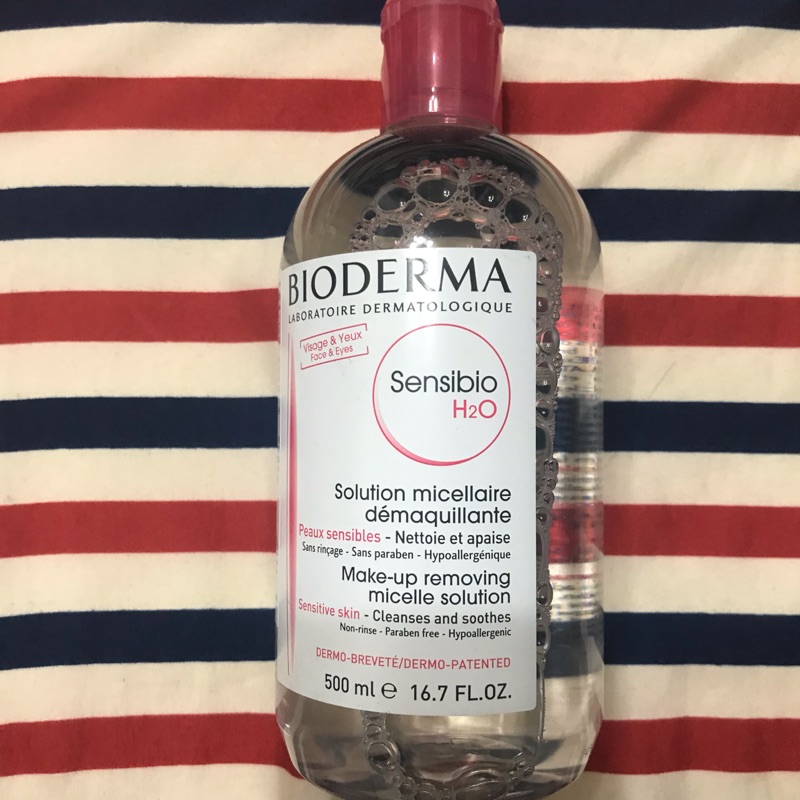 BIODERMA
LABORATOIRE DERMATOLOGIQUE
Visage & Yeux
Face & Eyes
Sensibio
H2O
Solution micellaire
démaquillante
Peaux sensibles - Nettoie et apaise
Sans rinçage - Sans paraben - Hypoallergénique
Make-up removing
micelle solution
Sensitive skin - Cleanses and soothes
Non-rinse - Paraben free - Hypoallergenic
DERMO-BREVETÉ/DERMO-PATENTED
500 ml ℮ 16.7 FL.OZ.